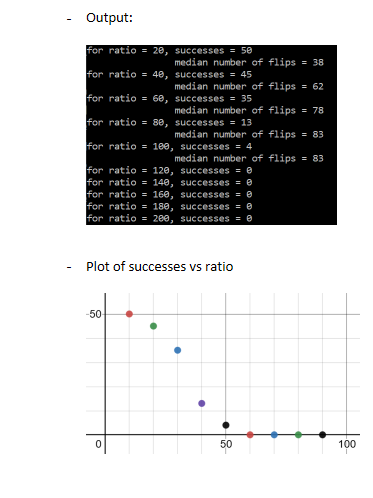 - Output:
for ratio = 20, successes = 50
median number of flips = 38
for ratio = 40, successes = 45
median number of flips = 62
for ratio = 60, successes = 35
median number of flips = 78
for ratio = 80, successes = 13
median number of flips = 83
for ratio = 100, successes = 4
median number of flips = 83
for ratio = 120, successes = 0
for ratio = 140, successes = 0
for ratio = 160, successes = 0
for ratio = 180, successes = 0
for ratio = 200, successes = 0
- Plot of successes vs ratio
50
0 50 100